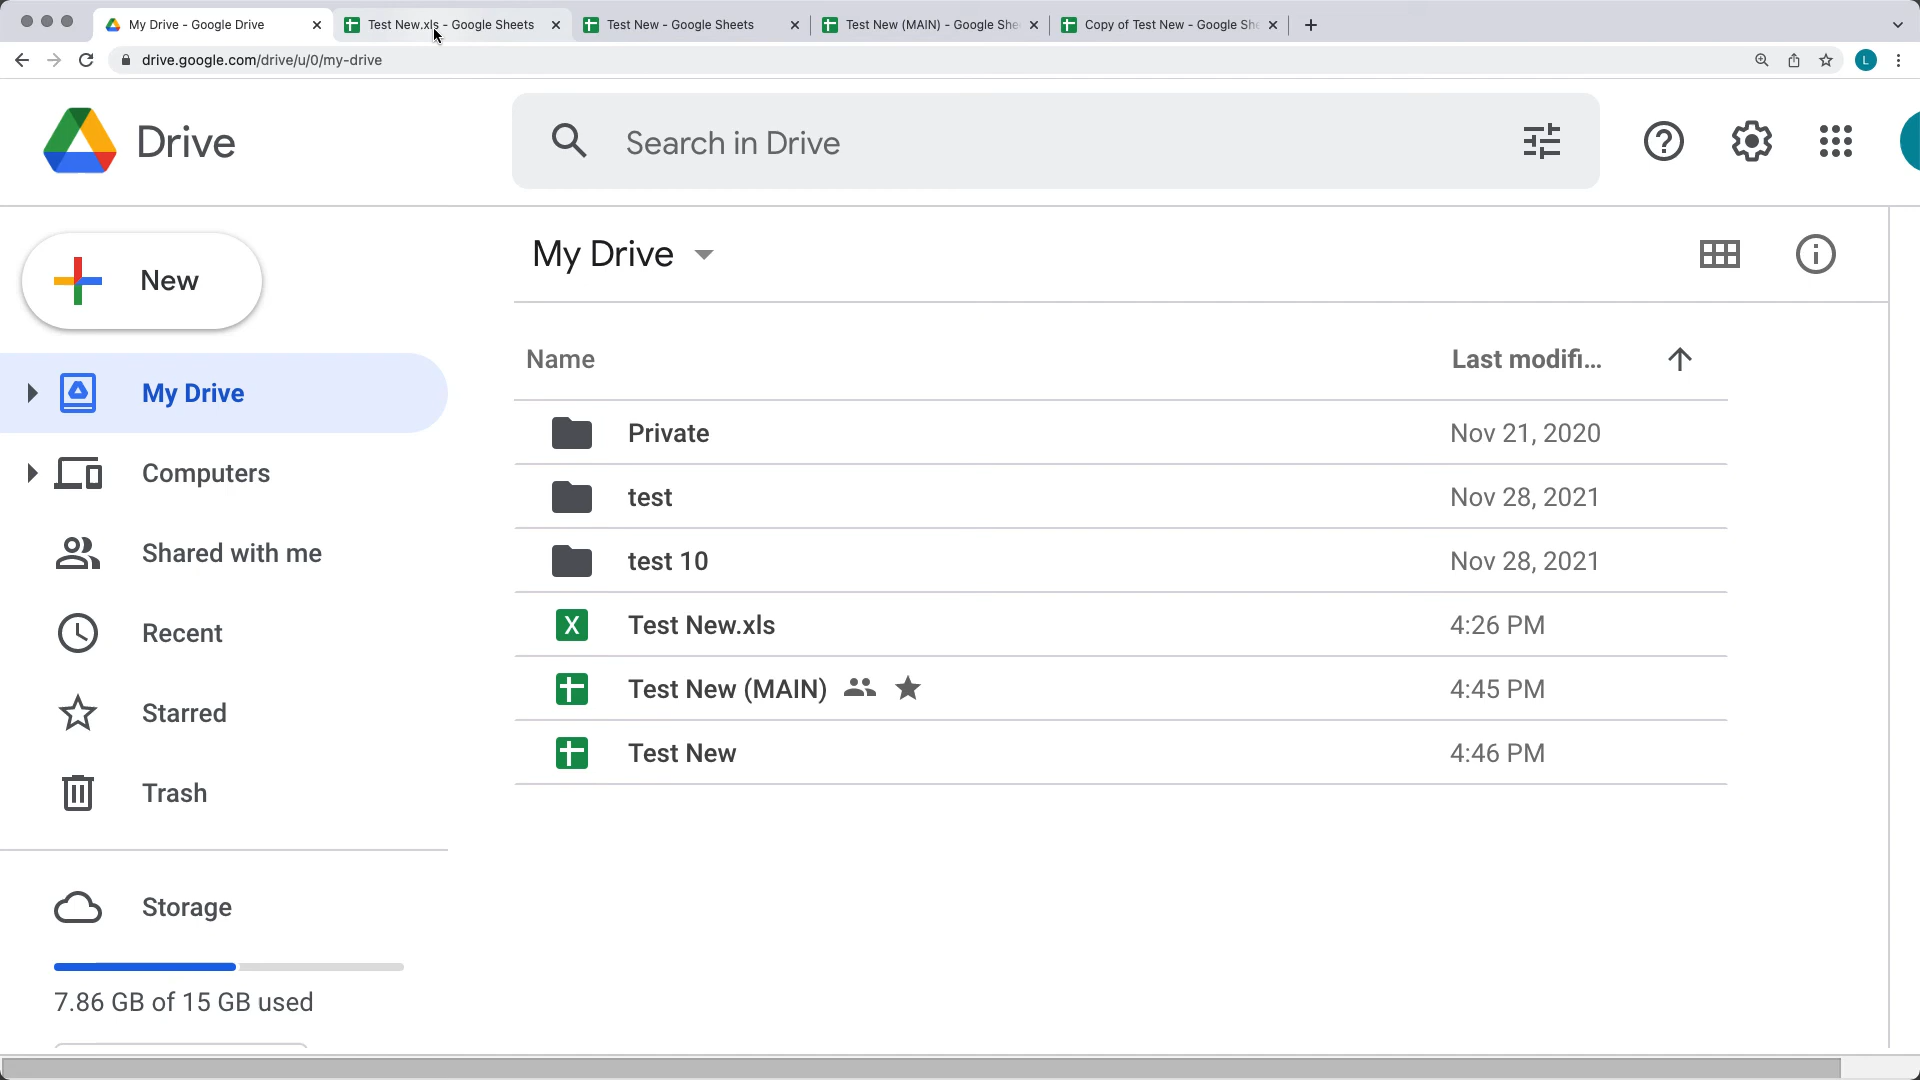 My Drive - Google Drive
Test New.xls - Google Sheets
Test New - Google Sheets
Test New (MAIN) - Google She
Copy of Test New - Google She
drive.google.com/drive/u/0/my-drive
L
Drive
Search in Drive
New
My Drive
Name
Last modifi...
My Drive
Private
Nov 21, 2020
Computers
test
Nov 28, 2021
Shared with me
test 10
Nov 28, 2021
Recent
X
Test New.xls
4:26 PM
Starred
Test New (MAIN)
4:45 PM
Test New
4:46 PM
Trash
Storage
7.86 GB of 15 GB used